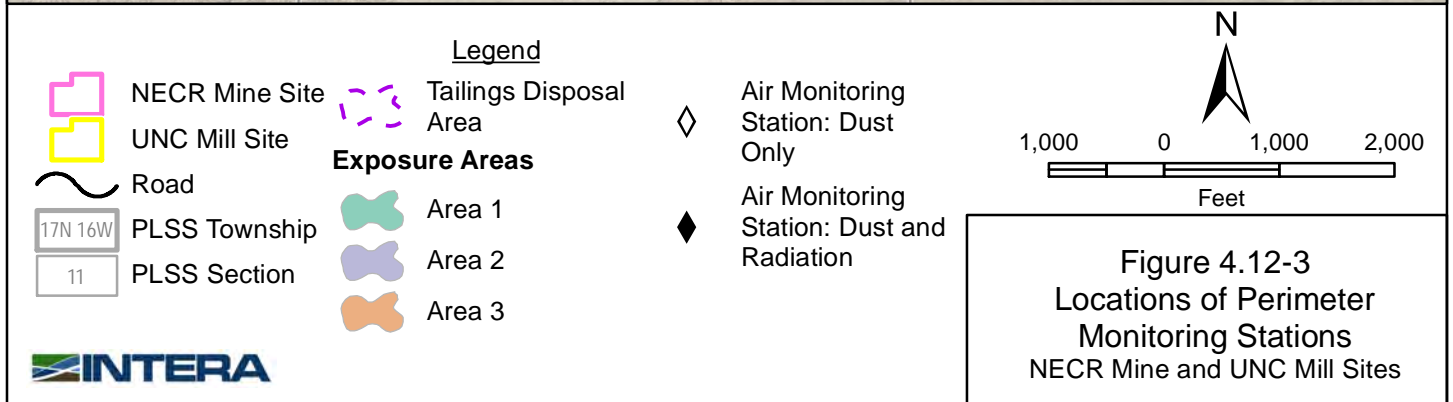 Legend
NECR Mine Site
UNC Mill Site
Road
17N 16W
PLSS Township
11
PLSS Section
Tailings Disposal
Area
Exposure Areas
Area 1
Area 2
Area 3
Air Monitoring
Station: Dust
Only
Air Monitoring
Station: Dust and
Radiation
N
1,000 0 1,000 2,000
Feet
Figure 4.12-3
Locations of Perimeter
Monitoring Stations
NECR Mine and UNC Mill Sites
INTERA